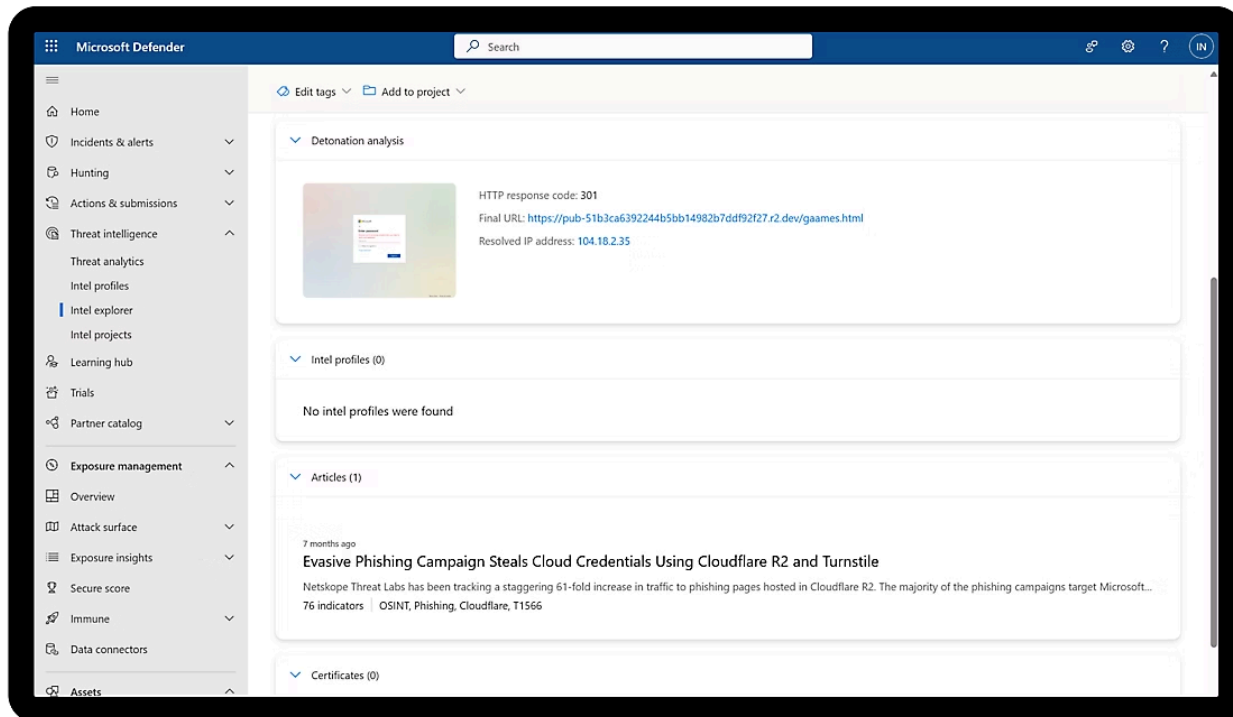 Microsoft Defender
Search
?
IN
Edit tags
Add to project
Home
Incidents & alerts
Hunting
Actions & submissions
Threat intelligence
Threat analytics
Intel profiles
Intel explorer
Intel projects
Learning hub
Trials
Partner catalog
Exposure management
Overview
Attack surface
Exposure insights
Secure score
Immune
Data connectors
Assets
Detonation analysis
HTTP response code: 301
Final URL: https://pub-51b3ca6392244b5bb14982b7ddf92f27.r2.dev/gaames.html
Resolved IP address: 104.18.2.35
Intel profiles (0)
No intel profiles were found
Articles (1)
7 months ago
Evasive Phishing Campaign Steals Cloud Credentials Using Cloudflare R2 and Turnstile
Netskope Threat Labs has been tracking a staggering 61-fold increase in traffic to phishing pages hosted in Cloudflare R2. The majority of the phishing campaigns target Microsoft...
76 indicators | OSINT, Phishing, Cloudflare, T1566
Certificates (0)